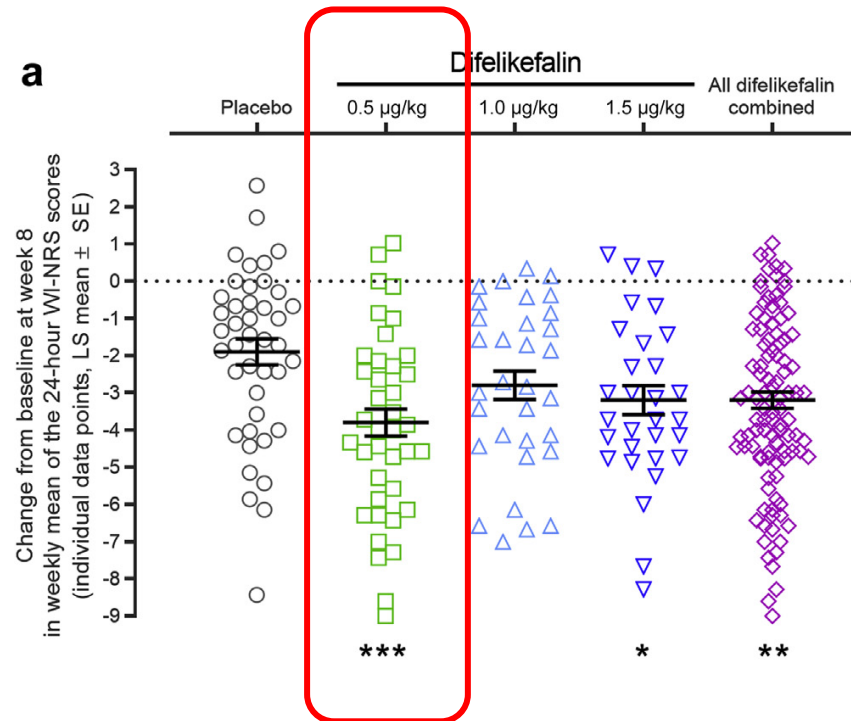 a
Difelikefalin
Placebo
0.5 µg/kg
1.0 µg/kg
1.5 µg/kg
All difelikefalin
combined
Change from baseline at week 8
in weekly mean of the 24-hour WI-NRS scores
(individual data points, LS mean ± SE)
3
2
1
0
-1
-2
-3
-4
-5
-6
-7
-8
-9
***
*
**